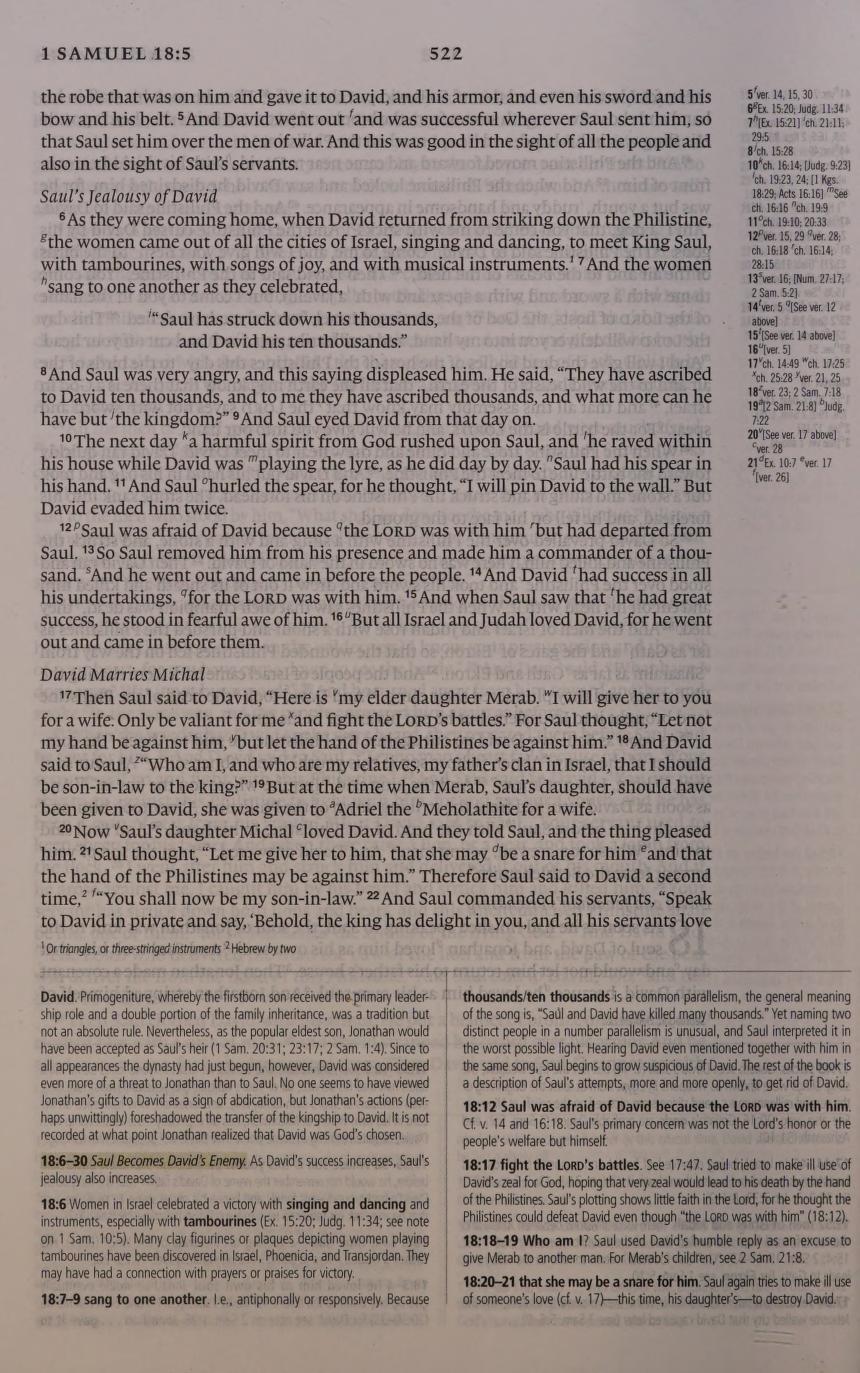 1 SAMUEL 18:5
522
the robe that was on him and gave it to David, and his armor, and even his sword and his
bow and his belt. ⁵And David went out ᶠand was successful wherever Saul sent him, so
that Saul set him over the men of war. And this was good in the sight of all the people and
also in the sight of Saul’s servants.
Saul’s Jealousy of David
⁶As they were coming home, when David returned from striking down the Philistine,
ᵍthe women came out of all the cities of Israel, singing and dancing, to meet King Saul,
with tambourines, with songs of joy, and with musical instruments.¹ ⁷And the women
ʰsang to one another as they celebrated,
ⁱ“Saul has struck down his thousands,
and David his ten thousands.”
⁸And Saul was very angry, and this saying displeased him. He said, “They have ascribed
to David ten thousands, and to me they have ascribed thousands, and what more can he
have but ʲthe kingdom?” ⁹And Saul eyed David from that day on.
¹⁰The next day ᵏa harmful spirit from God rushed upon Saul, and ˡhe raved within
his house while David was ᵐplaying the lyre, as he did day by day. ⁿSaul had his spear in
his hand. ¹¹And Saul ᵒhurled the spear, for he thought, “I will pin David to the wall.” But
David evaded him twice.
¹²ᵖSaul was afraid of David because ᑫthe LORD was with him ʳbut had departed from
Saul. ¹³So Saul removed him from his presence and made him a commander of a thou-
sand. ˢAnd he went out and came in before the people. ¹⁴And David ᵗhad success in all
his undertakings, ᑫfor the LORD was with him. ¹⁵And when Saul saw that ᵗhe had great
success, he stood in fearful awe of him. ¹⁶ᵘBut all Israel and Judah loved David, for he went
out and came in before them.
David Marries Michal
¹⁷Then Saul said to David, “Here is ᵛmy elder daughter Merab. ʷI will give her to you
for a wife. Only be valiant for me ˣand fight the LORD’s battles.” For Saul thought, “Let not
my hand be against him, ʸbut let the hand of the Philistines be against him.” ¹⁸And David
said to Saul, ᶻ“Who am I, and who are my relatives, my father’s clan in Israel, that I should
be son-in-law to the king?” ¹⁹But at the time when Merab, Saul’s daughter, should have
been given to David, she was given to ᵃAdriel the ᵇMeholathite for a wife.
²⁰Now ᵛSaul’s daughter Michal ᶜloved David. And they told Saul, and the thing pleased
him. ²¹Saul thought, “Let me give her to him, that she may ᵈbe a snare for him ᵉand that
the hand of the Philistines may be against him.” Therefore Saul said to David a second
time,² ᶠ“You shall now be my son-in-law.” ²²And Saul commanded his servants, “Speak
to David in private and say, ‘Behold, the king has delight in you, and all his servants love
¹ Or triangles, or three-stringed instruments ² Hebrew by two
5ᶠver. 14, 15, 30
6ᵍEx. 15:20; Judg. 11:34
7ʰ[Ex. 15:21] ⁱch. 21:11;
29:5
8ʲch. 15:28
10ᵏch. 16:14; [Judg. 9:23]
ˡch. 19:23, 24; [1 Kgs.
18:29; Acts 16:16] ᵐSee
ch. 16:16 ⁿch. 19:9
11ᵒch. 19:10; 20:33
12ᵖver. 15, 29 ᑫver. 28;
ch. 16:18 ʳch. 16:14;
28:15
13ˢver. 16; [Num. 27:17;
2 Sam. 5:2]
14ᵗver. 5 ᑫ[See ver. 12
above]
15ᵗ[See ver. 14 above]
16ᵘ[ver. 5]
17ᵛch. 14:49 ʷch. 17:25
ˣch. 25:28 ʸver. 21, 25
18ᶻver. 23; 2 Sam. 7:18
19ᵃ[2 Sam. 21:8] ᵇJudg.
7:22
20ᵛ[See ver. 17 above]
ᶜver. 28
21ᵈEx. 10:7 ᵉver. 17
ᶠ[ver. 26]
David. Primogeniture, whereby the firstborn son received the primary leader-
ship role and a double portion of the family inheritance, was a tradition but
not an absolute rule. Nevertheless, as the popular eldest son, Jonathan would
have been accepted as Saul’s heir (1 Sam. 20:31; 23:17; 2 Sam. 1:4). Since to
all appearances the dynasty had just begun, however, David was considered
even more of a threat to Jonathan than to Saul. No one seems to have viewed
Jonathan’s gifts to David as a sign of abdication, but Jonathan’s actions (per-
haps unwittingly) foreshadowed the transfer of the kingship to David. It is not
recorded at what point Jonathan realized that David was God’s chosen.
18:6–30 Saul Becomes David’s Enemy. As David’s success increases, Saul’s
jealousy also increases.
18:6 Women in Israel celebrated a victory with singing and dancing and
instruments, especially with tambourines (Ex. 15:20; Judg. 11:34; see note
on 1 Sam. 10:5). Many clay figurines or plaques depicting women playing
tambourines have been discovered in Israel, Phoenicia, and Transjordan. They
may have had a connection with prayers or praises for victory.
18:7–9 sang to one another. I.e., antiphonally or responsively. Because
thousands/ten thousands is a common parallelism, the general meaning
of the song is, “Saul and David have killed many thousands.” Yet naming two
distinct people in a number parallelism is unusual, and Saul interpreted it in
the worst possible light. Hearing David even mentioned together with him in
the same song, Saul begins to grow suspicious of David. The rest of the book is
a description of Saul’s attempts, more and more openly, to get rid of David.
18:12 Saul was afraid of David because the LORD was with him.
Cf. v. 14 and 16:18. Saul’s primary concern was not the Lord’s honor or the
people’s welfare but himself.
18:17 fight the LORD’s battles. See 17:47. Saul tried to make ill use of
David’s zeal for God, hoping that very zeal would lead to his death by the hand
of the Philistines. Saul’s plotting shows little faith in the Lord, for he thought the
Philistines could defeat David even though “the LORD was with him” (18:12).
18:18–19 Who am I? Saul used David’s humble reply as an excuse to
give Merab to another man. For Merab’s children, see 2 Sam. 21:8.
18:20–21 that she may be a snare for him. Saul again tries to make ill use
of someone’s love (cf. v. 17)—this time, his daughter’s—to destroy David.